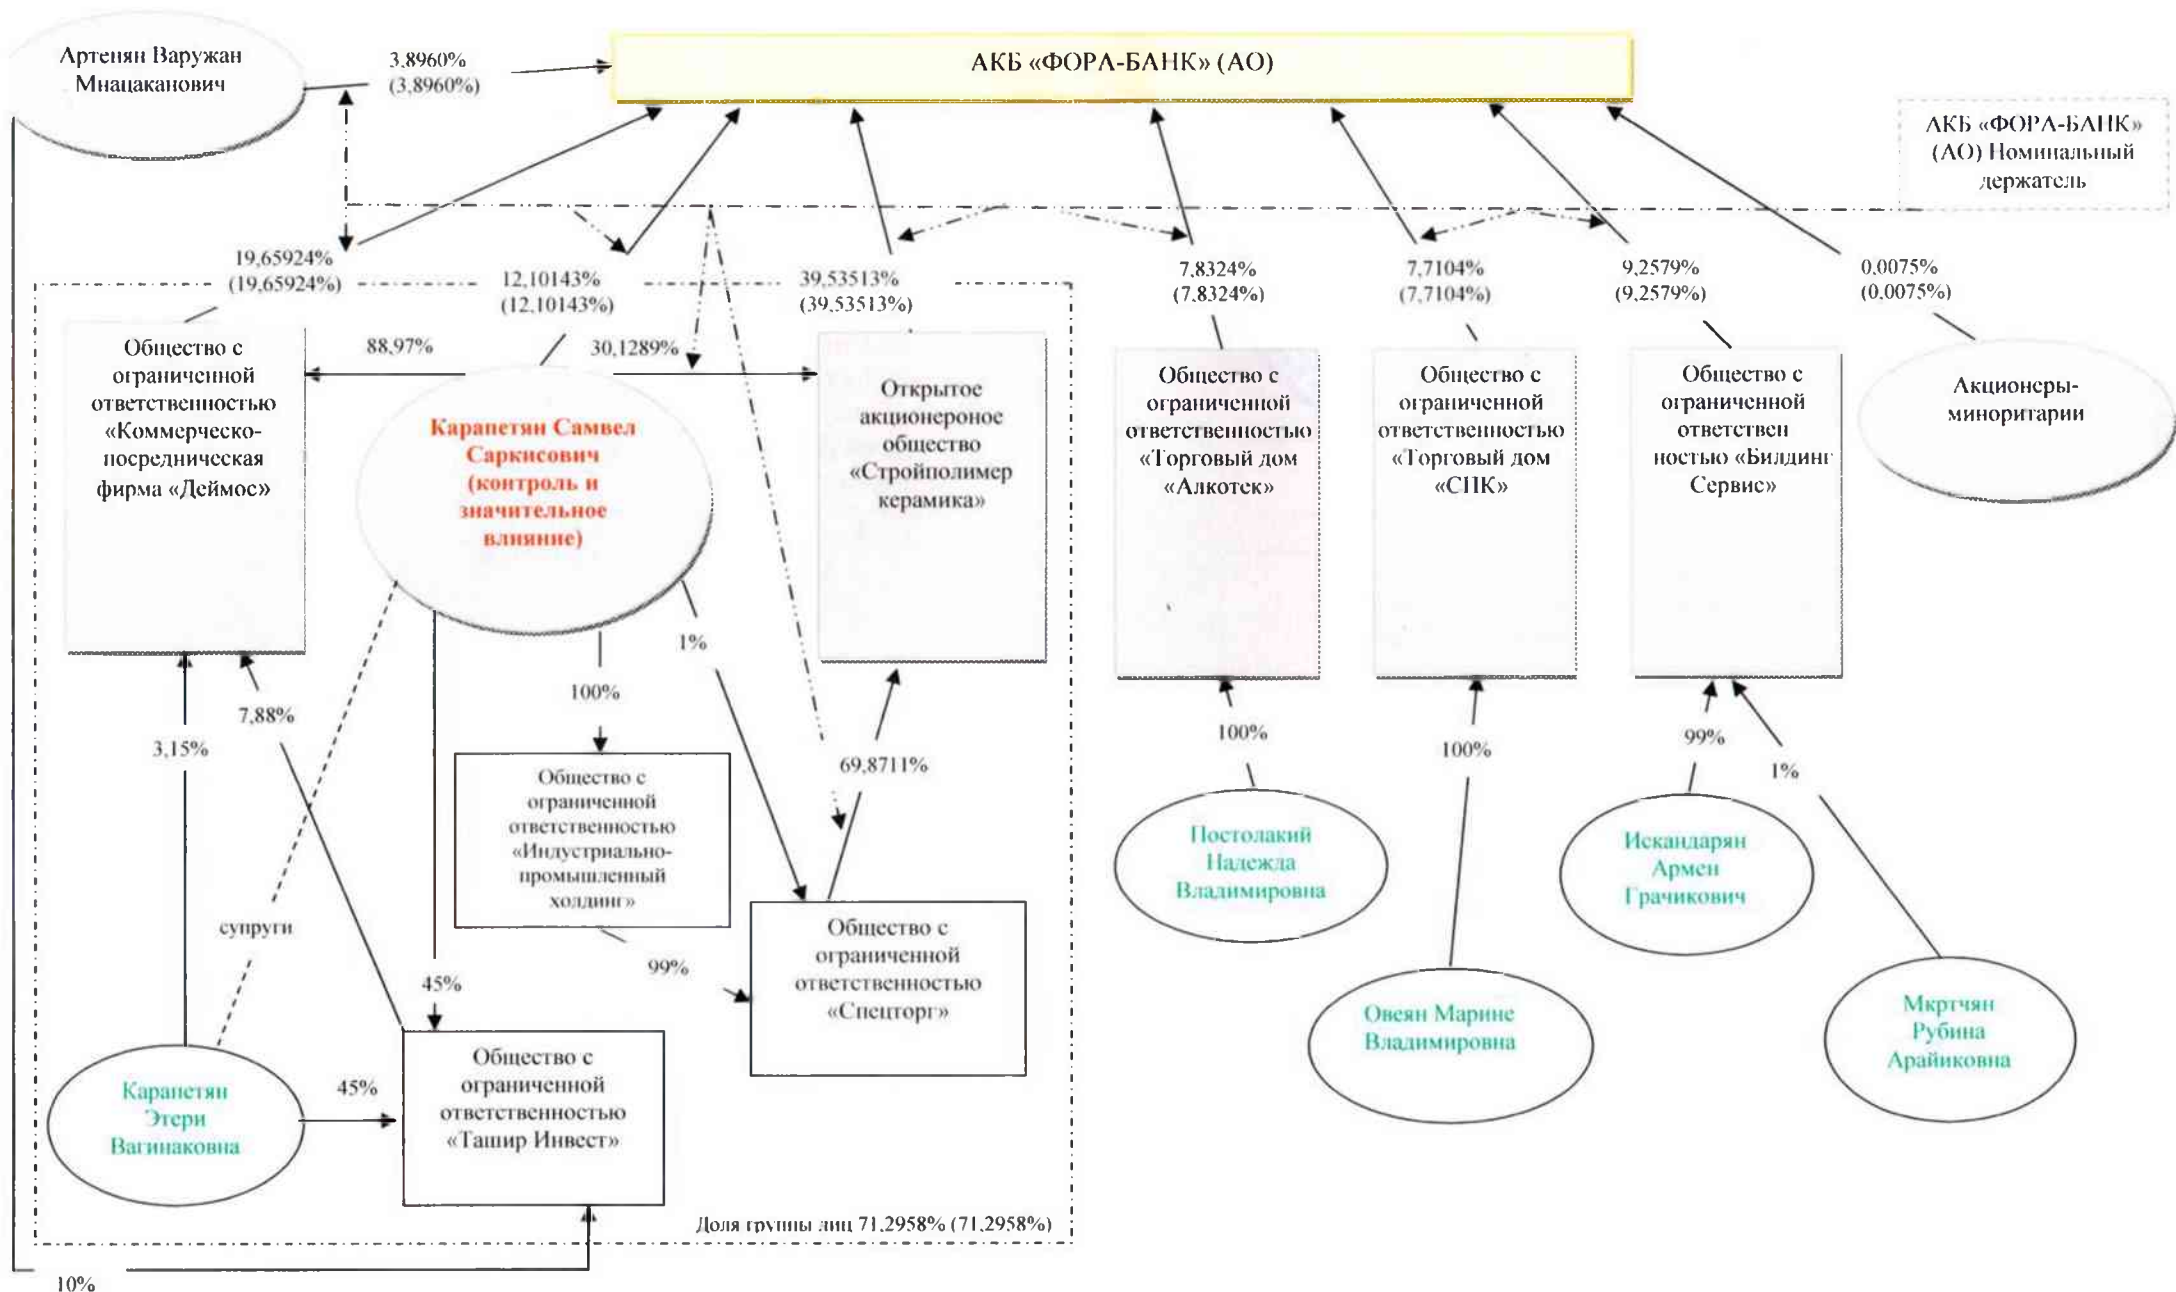 Артенян Варужан
Мнацаканович
3,8960%
(3,8960%)
АКБ «ФОРА-БАНК» (АО)
АКБ «ФОРА-БАНК»
(АО) Номинальный
держатель
19,65924%
(19,65924%)
12,10143%
(12,10143%)
39,53513%
(39,53513%)
7,8324%
(7,8324%)
7,7104%
(7,7104%)
9,2579%
(9,2579%)
0,0075%
(0,0075%)
Общество с
ограниченной
ответственностью
«Коммерческо-
посредническая
фирма «Деймос»
88,97%
30,1289%
Карапетян Самвел
Саркисович
(контроль и
значительное
влияние)
Открытое
акционероное
общество
«Стройполимер
керамика»
Общество с
ограниченной
ответственностью
«Торговый дом
«Алкотек»
Общество с
ограниченной
ответственностью
«Торговый дом
«СПК»
Общество с
ограниченной
ответствен
ностью «Билдинг
Сервис»
Акционеры-
миноритарии
1%
100%
7,88%
3,15%
69,8711%
100%
100%
99%
1%
Общество с
ограниченной
ответственностью
«Индустриально-
промышленный
холдинг»
Постолакий
Надежда
Владимировна
Искандарян
Армен
Грачикович
супруги
99%
45%
Общество с
ограниченной
ответственностью
«Спецторг»
Овеян Марине
Владимировна
Мкртчян
Рубина
Арайиковна
Карапетян
Этери
Вагинаковна
45%
Общество с
ограниченной
ответственностью
«Ташир Инвест»
Доля группы лиц 71,2958% (71,2958%)
10%